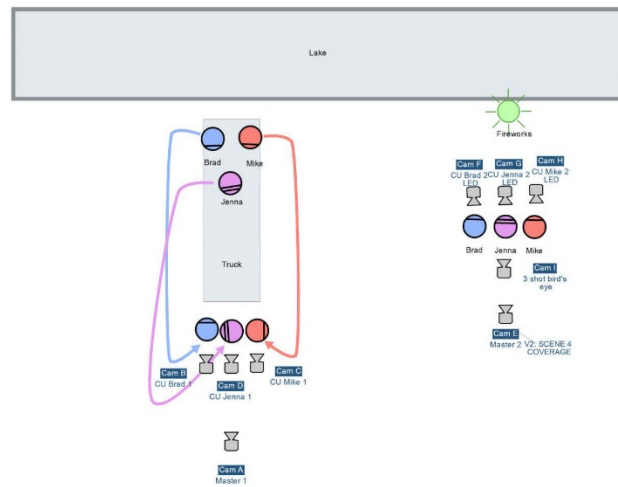 Lake
Fireworks
Brad
Mike
Jenna
Truck
Cam F
CU Brad 2
LED
Cam G
CU Jenna 2
LED
Cam H
CU Mike 2
LED
Brad
Jenna
Mike
Cam I
3 shot bird's
eye
Cam E
Master 2
V2: SCENE 4
COVERAGE
Cam B
CU Brad 1
Cam D
CU Jenna 1
Cam C
CU Mike 1
Cam A
Master 1